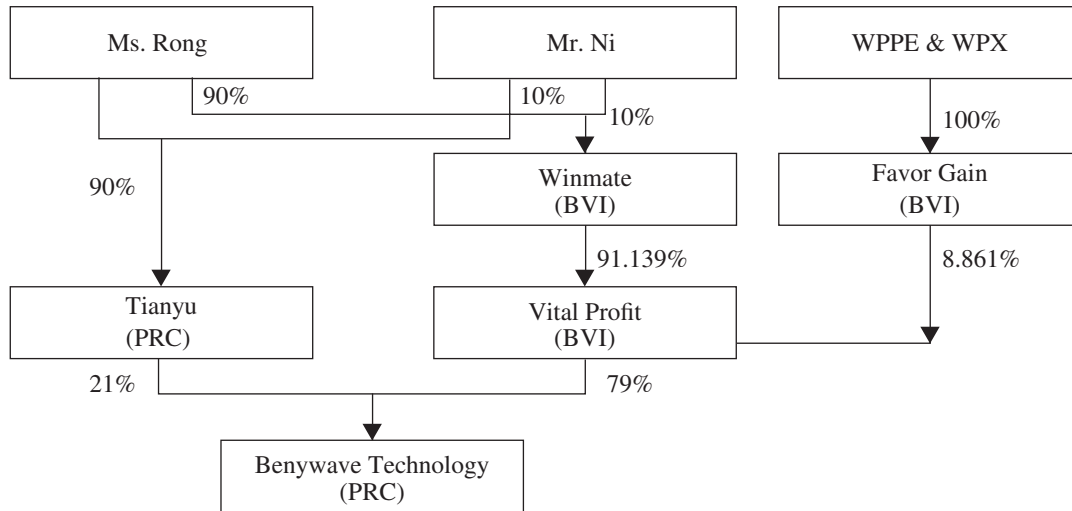 Ms. Rong
Mr. Ni
WPPE & WPX
90%
10%
10%
100%
90%
Winmate
(BVI)
Favor Gain
(BVI)
91.139%
8.861%
Tianyu
(PRC)
Vital Profit
(BVI)
21%
79%
Benywave Technology
(PRC)